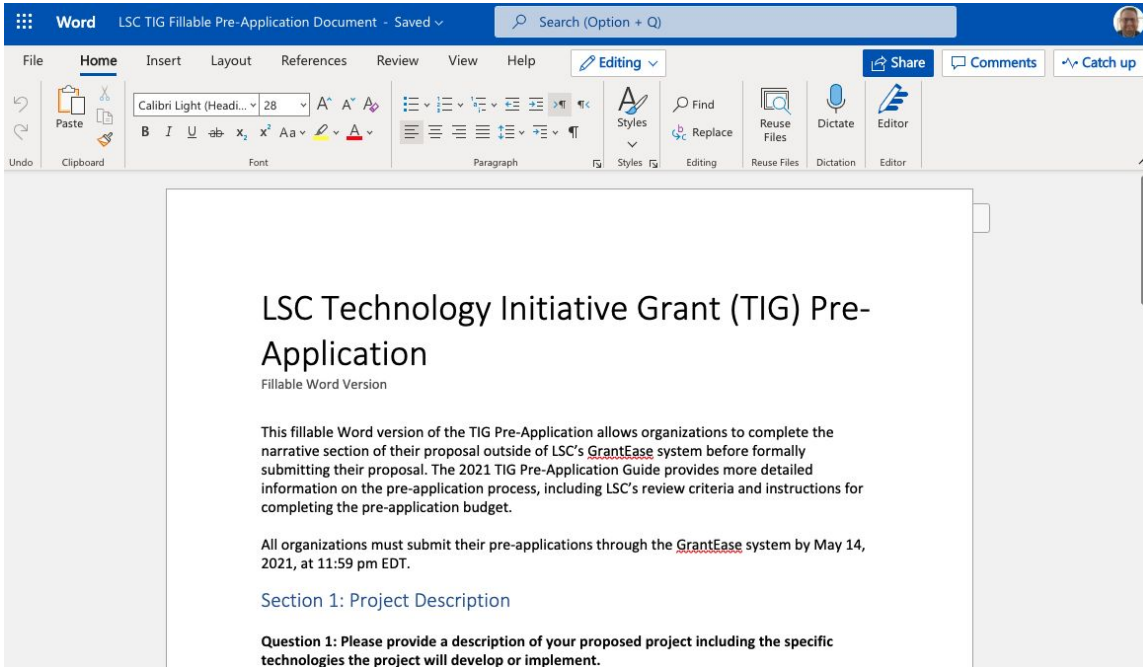 Word LSC TIG Fillable Pre-Application Document - Saved Search (Option + Q)
File Home Insert Layout References Review View Help Editing Share Comments Catch up
Calibri Light (Headi... 28
Paste
B I U ab x₂ x² Aa A
Styles
Find
Replace
Reuse Files
Dictate
Editor
Undo Clipboard Font Paragraph Styles Editing Reuse Files Dictation Editor
LSC Technology Initiative Grant (TIG) Pre-
Application
Fillable Word Version
This fillable Word version of the TIG Pre-Application allows organizations to complete the
narrative section of their proposal outside of LSC's GrantEase system before formally
submitting their proposal. The 2021 TIG Pre-Application Guide provides more detailed
information on the pre-application process, including LSC's review criteria and instructions for
completing the pre-application budget.
All organizations must submit their pre-applications through the GrantEase system by May 14,
2021, at 11:59 pm EDT.
Section 1: Project Description
Question 1: Please provide a description of your proposed project including the specific
technologies the project will develop or implement.